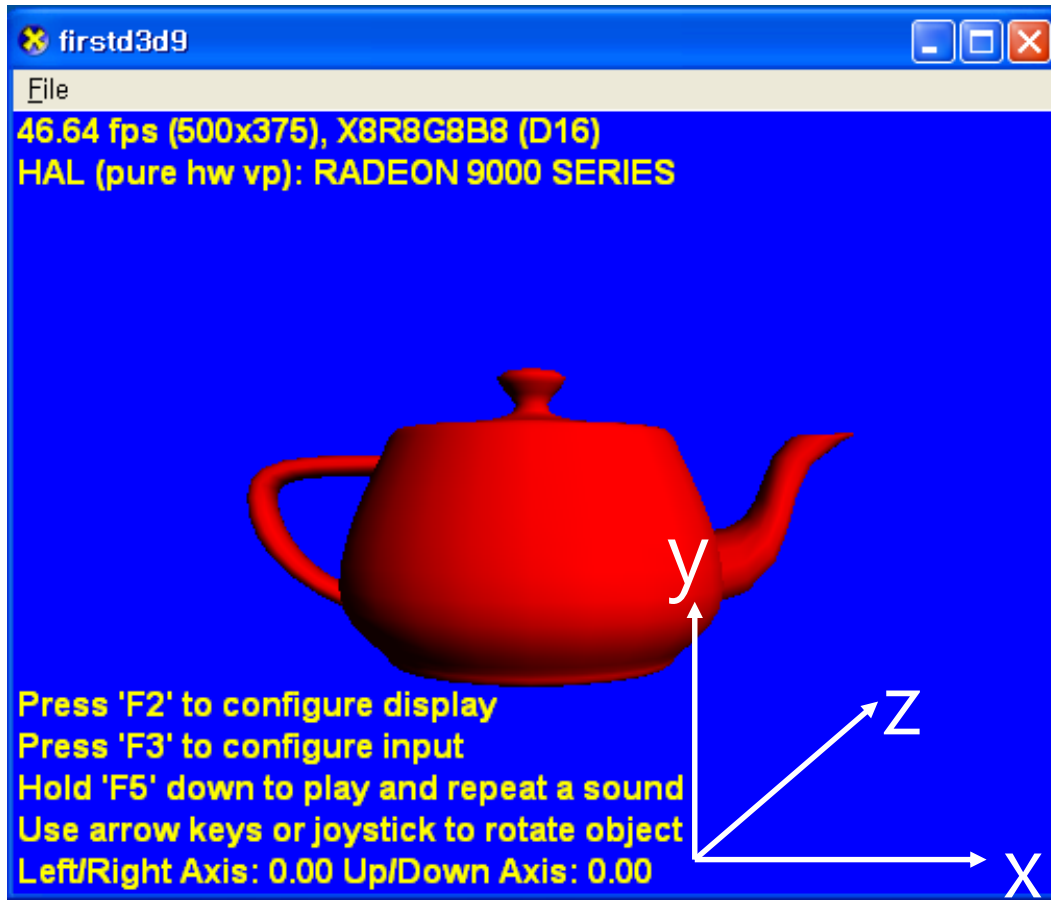 firstd3d9
File
46.64 fps (500x375), X8R8G8B8 (D16)
HAL (pure hw vp): RADEON 9000 SERIES
y
z
Press 'F2' to configure display
Press 'F3' to configure input
Hold 'F5' down to play and repeat a sound
Use arrow keys or joystick to rotate object
Left/Right Axis: 0.00 Up/Down Axis: 0.00
x